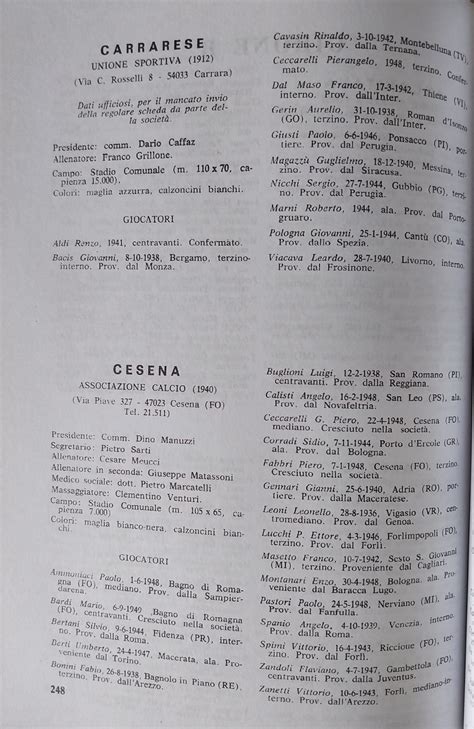 CARRARESE
UNIONE SPORTIVA (1912)
(Via C. Rosselli 8 - 54033 Carrara)
Dati ufficiosi, per il mancato invio
della regolare scheda da parte del-
la società.
Presidente: comm. Dario Caffaz
Allenatore: Franco Grillone.
Campo: Stadio Comunale (m. 110 x 70, ca-
pienza 15.000).
Colori: maglia azzurra, calzoncini bianchi.
GIOCATORI
Aldi Renzo, 1941, centravanti. Confermato.
Bacis Giovanni, 8-10-1938, Bergamo, terzino-
interno. Prov. dal Monza.
Cavasin Rinaldo, 3-10-1942, Montebelluna (TV),
terzino. Prov. dalla Ternana.
Ceccarelli Pierangelo, 1948, terzino. Confer-
mato.
Dal Maso Franco, 17-3-1942, Thiene (VI),
interno. Prov. dall'Inter.
Gerin Aurelio, 31-10-1938, Roman d'Isonzo
(GO), terzino. Prov. dall'Inter.
Giusti Paolo, 6-6-1946, Ponsacco (PI), por-
tiere. Prov. dal Perugia.
Magazzù Guglielmo, 18-12-1940, Messina, ter-
zino. Prov. dal Siracusa.
Nicchi Sergio, 27-7-1944, Gubbio (PG), terzi-
no. Prov. dal Perugia.
Marni Roberto, 1944, ala. Prov. dal Porto-
gruaro.
Pologna Giovanni, 25-1-1944, Cantù (CO), ala.
Prov. dallo Spezia.
Viacava Leardo, 28-7-1940, Livorno, interno.
Prov. dal Frosinone.
CESENA
ASSOCIAZIONE CALCIO (1940)
(Via Piave 327 - 47023 Cesena (FO)
Tel. 21.511)
Presidente: Comm. Dino Manuzzi
Segretario: Pietro Sarti
Allenatore: Cesare Meucci
Allenatore in seconda: Giuseppe Matassoni
Medico sociale: dott. Pietro Marcatelli
Massaggiatore: Clementino Venturi.
Campo: Stadio Comunale (m. 105 x 65, ca-
pienza 7.000)
Colori: maglia bianco-nera, calzoncini bian-
chi.
GIOCATORI
Ammoniaci Paolo, 1-6-1948, Bagno di Roma-
gna (FO), mediano. Prov. dalla Sampier-
darena.
Bardi Mario, 6-9-1949, Bagno di Romagna
(FO), centravanti. Cresciuto nella società.
Bertani Silvio, 9-6-1944, Fidenza (PR), inter-
no. Prov. dalla Roma.
Berti Umberto, 24-4-1947, Macerata, ala. Pro-
veniente dal Torino.
Bonini Fabio, 26-8-1938, Bagnolo in Piano (RE),
terzino. Prov. dall'Arezzo.
248
Buglioni Luigi, 12-2-1938, San Romano (PI),
centravanti. Prov. dalla Reggiana.
Calisti Angelo, 16-2-1948, San Leo (PS), ala.
Prov. dal Novafeltria.
Ceccarelli G. Piero, 22-4-1948, Cesena (FO),
mediano. Cresciuto nella società.
Corradi Sidio, 7-11-1944, Porto d'Ercole (GR),
ala. Prov. dal Bologna.
Fabbri Piero, 7-1-1948, Cesena (FO), terzino.
Cresciuto nella società.
Gennari Gianni, 25-6-1940, Adria (RO), por-
tiere. Prov. dalla Maceratese.
Leoni Leonello, 28-8-1936, Vigasio (VR), cen-
tromediano. Prov. dal Genoa.
Lucchi P. Ettore, 4-3-1946, Forlimpopoli (FO),
terzino. Prov. dal Forlì.
Masetto Franco, 10-7-1942, Sesto S. Giovanni
(MI), terzino. Proveniente dal Cagliari.
Montanari Enzo, 30-4-1948, Bologna, ala. Pro-
veniente dal Baracca Lugo.
Pastori Paolo, 24-5-1948, Nerviano (MI), ala.
Prov. dal Fanfulla.
Spanio Angelo, 4-10-1939, Venezia, interno.
Prov. dalla Roma.
Spimi Vittorio, 16-4-1943, Riccione (FO), ter-
zino. Prov. dal Forlì.
Zandoli Flaviano, 4-7-1947, Gambettola (FO),
centravanti. Prov. dalla Juventus.
Zanetti Vittorio, 10-6-1943, Forlì, mediano-in-
terno. Prov. dall'Arezzo.